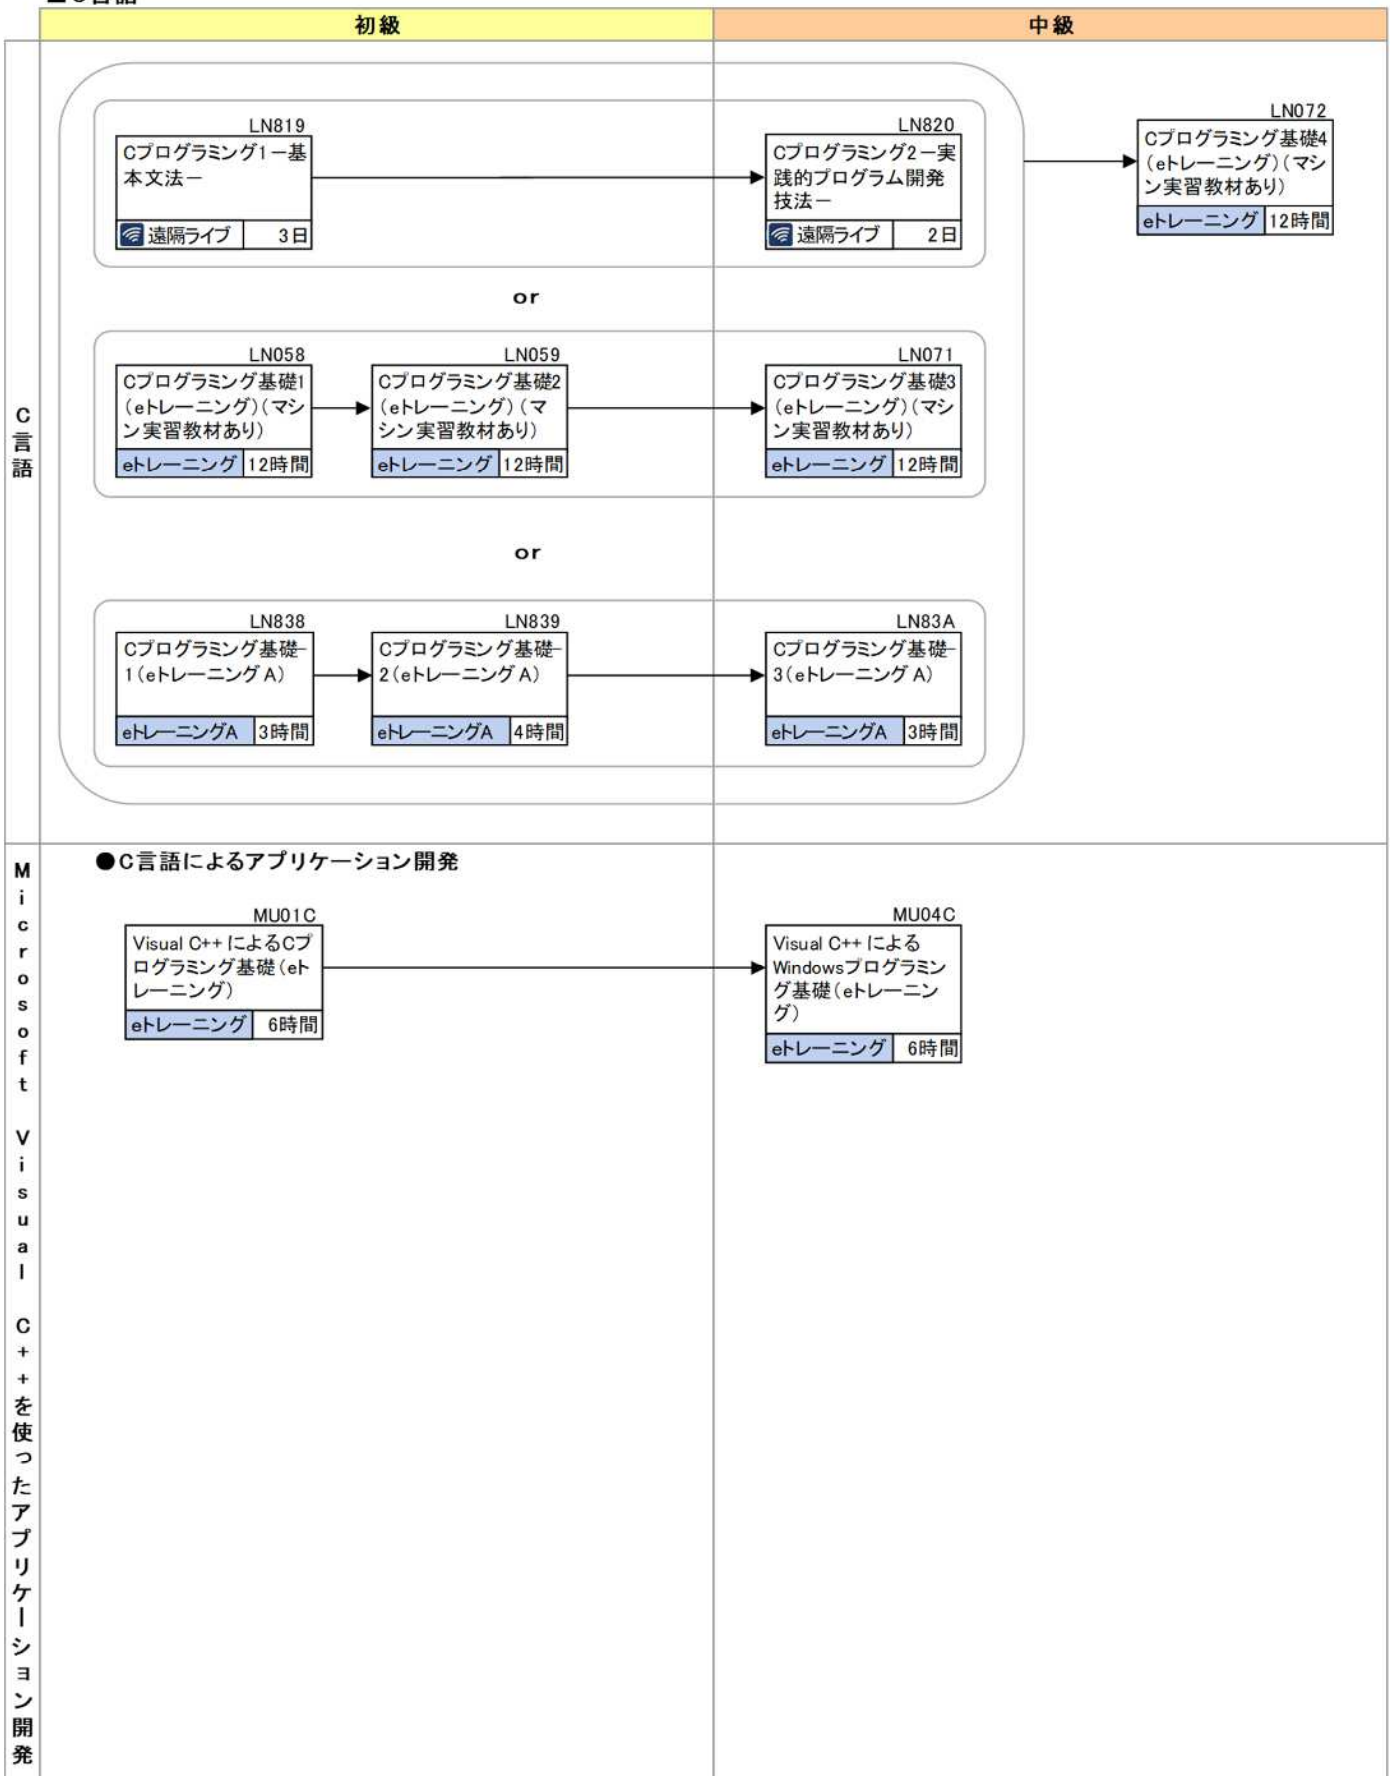 ■C言語
初級
中級
C言語
LN819
Cプログラミング1－基
本文法－
遠隔ライブ 3日
LN820
Cプログラミング2－実
践的プログラム開発
技法－
遠隔ライブ 2日
LN072
Cプログラミング基礎4
（eトレーニング）（マシ
ン実習教材あり）
eトレーニング 12時間
or
LN058
Cプログラミング基礎1
（eトレーニング）（マシ
ン実習教材あり）
eトレーニング 12時間
LN059
Cプログラミング基礎2
（eトレーニング）（マ
シン実習教材あり）
eトレーニング 12時間
LN071
Cプログラミング基礎3
（eトレーニング）（マシ
ン実習教材あり）
eトレーニング 12時間
or
LN838
Cプログラミング基礎-
1（eトレーニングA）
eトレーニングA 3時間
LN839
Cプログラミング基礎-
2（eトレーニングA）
eトレーニングA 4時間
LN83A
Cプログラミング基礎-
3（eトレーニングA）
eトレーニングA 3時間
Microsoft Visual C++を使ったアプリケーション開発
●C言語によるアプリケーション開発
MU01C
Visual C++ によるCプ
ログラミング基礎（eト
レーニング）
eトレーニング 6時間
MU04C
Visual C++ による
Windowsプログラミン
グ基礎（eトレーニン
グ）
eトレーニング 6時間